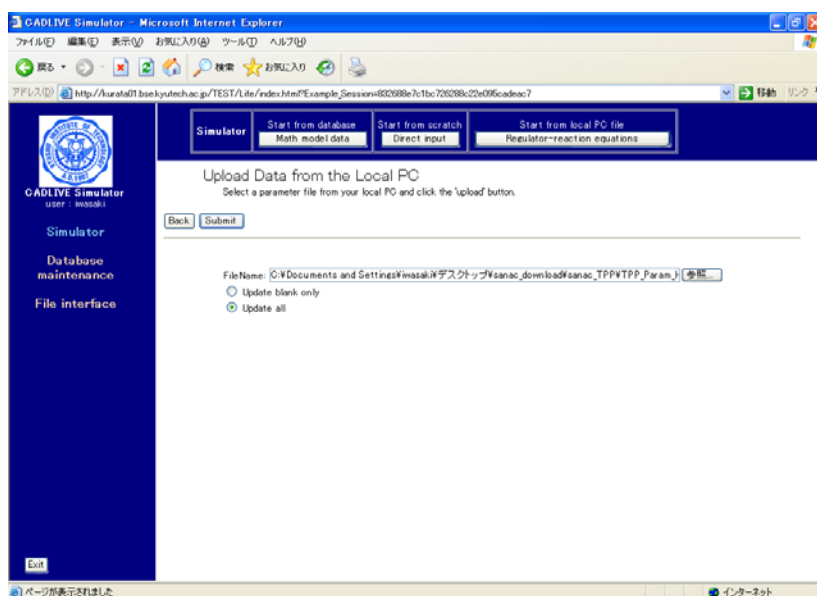 CADLIVE Simulator - Microsoft Internet Explorer
ファイル(F) 編集(E) 表示(V) お気に入り(A) ツール(T) ヘルプ(H)
戻る 検索 お気に入り
アドレス(D) http://kurata01.bse.kyutech.ac.jp/TEST/Life/index.html?Example_Session=832688e7c1bc726288c22e095cadeac7 移動 リンク
Simulator
Start from database
Math model data
Start from scratch
Direct input
Start from local PC file
Regulator-reaction equations
CADLIVE Simulator
user : iwasaki
Simulator
Database
maintenance
File interface
Exit
Upload Data from the Local PC
Select a parameter file from your local PC and click the 'upload' button.
Back Submit
FileName: C:¥Documents and Settings¥iwasaki¥デスクトップ¥sanac_download¥sanac_TPP¥TPP_Param_ 参照...
Update blank only
Update all
ページが表示されました インターネット